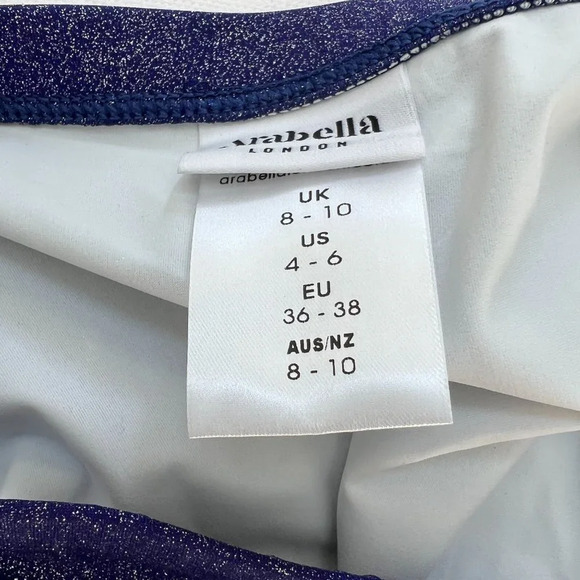 Arabella
LONDON
UK
8 - 10
US
4 - 6
EU
36 - 38
AUS/NZ
8 - 10